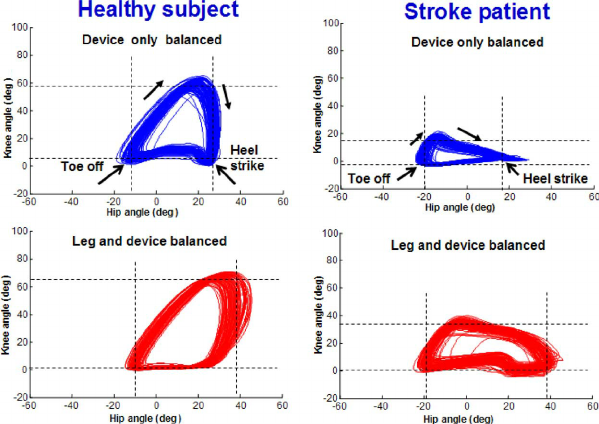 Healthy subject
Stroke patient
Device only balanced
Knee angle (deg)
100
80
60
40
20
0
-20
Toe off
Heel
strike
-60 -40 -20 0 20 40 60
Hip angle (deg)
Device only balanced
Knee angle (deg)
100
80
60
40
20
0
-20
Toe off
Heel strike
-60 -40 -20 0 20 40 60
Hip angle (deg)
Leg and device balanced
Knee angle (deg)
100
80
60
40
20
0
-20
-60 -40 -20 0 20 40 60
Hip angle (deg)
Leg and device balanced
Knee angle (deg)
100
80
60
40
20
0
-20
-60 -40 -20 0 20 40 60
Hip angle (deg)